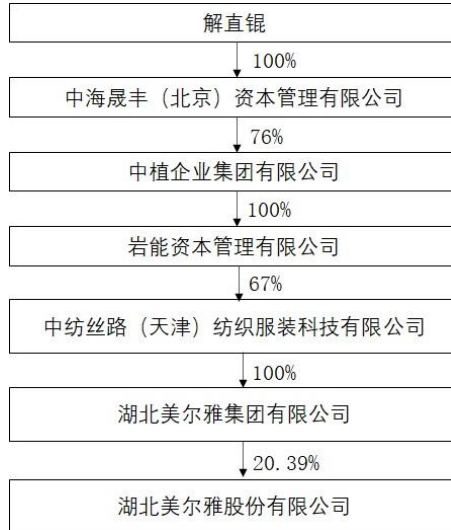 解直锟
100%
中海晟丰（北京）资本管理有限公司
76%
中植企业集团有限公司
100%
岩能资本管理有限公司
67%
中纺丝路（天津）纺织服装科技有限公司
100%
湖北美尔雅集团有限公司
20.39%
湖北美尔雅股份有限公司